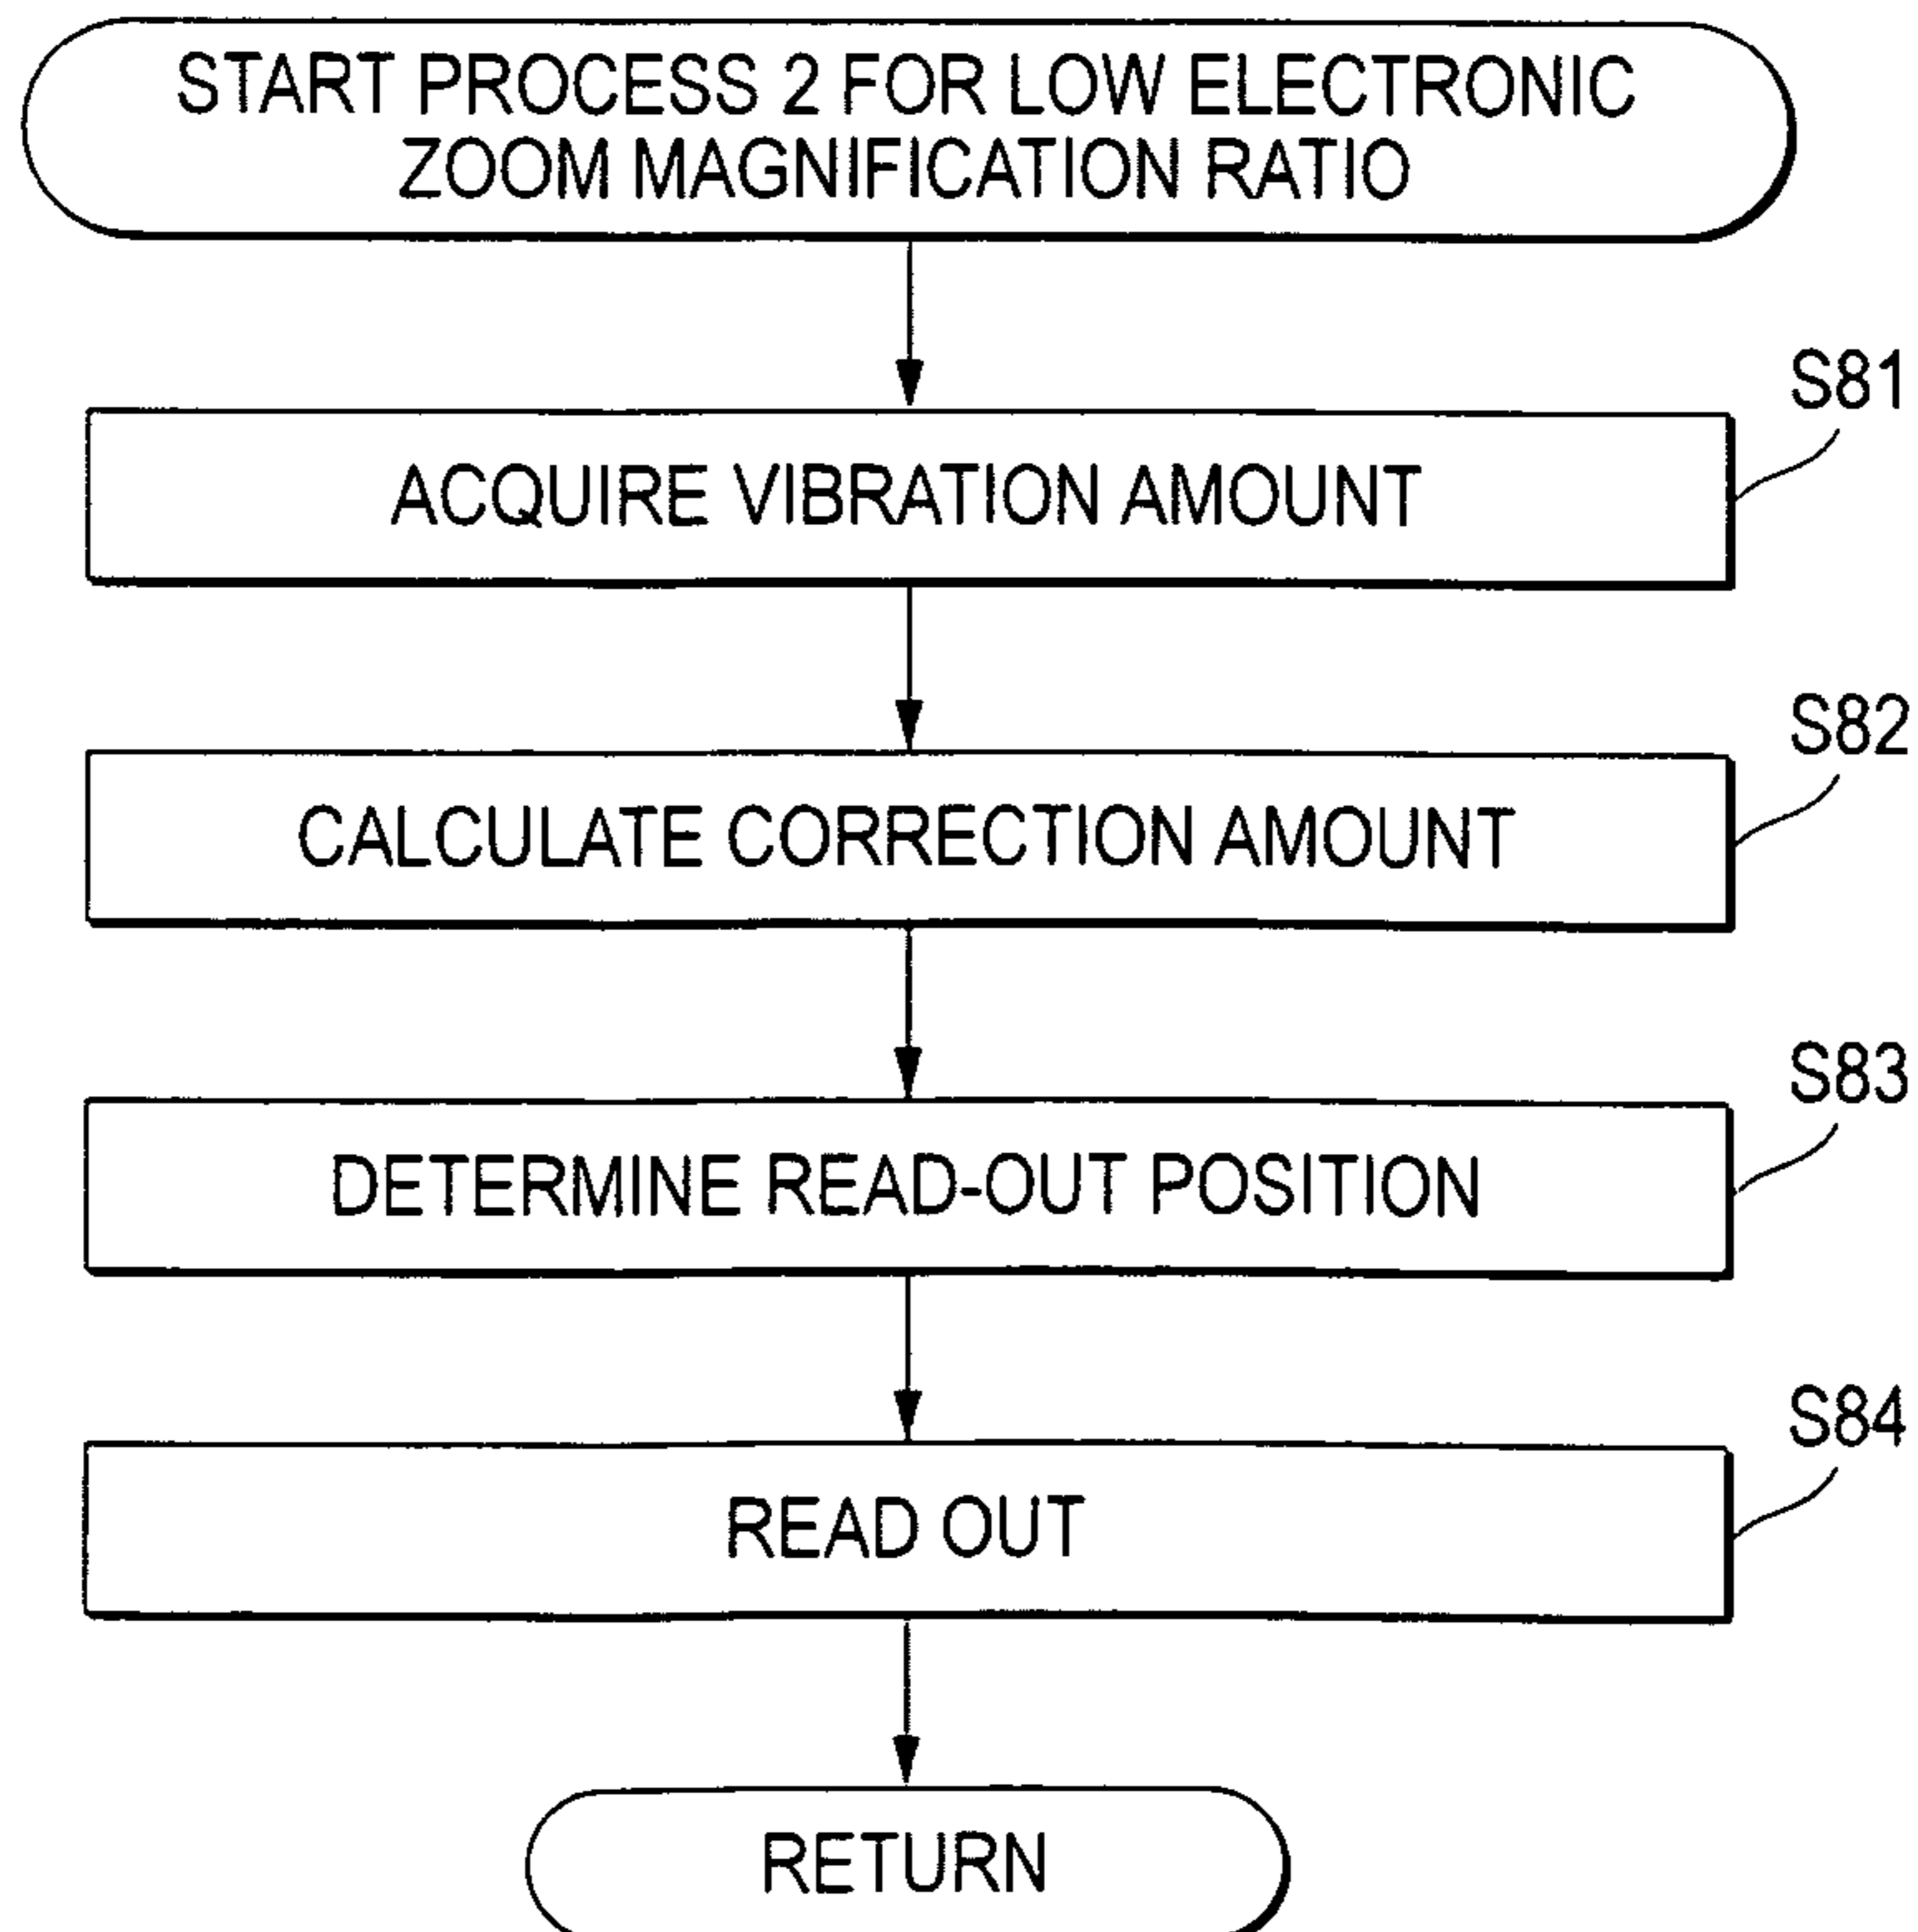 START PROCESS 2 FOR LOW ELECTRONIC
ZOOM MAGNIFICATION RATIO
S81
ACQUIRE VIBRATION AMOUNT
S82
CALCULATE CORRECTION AMOUNT
S83
DETERMINE READ-OUT POSITION
S84
READ OUT
RETURN